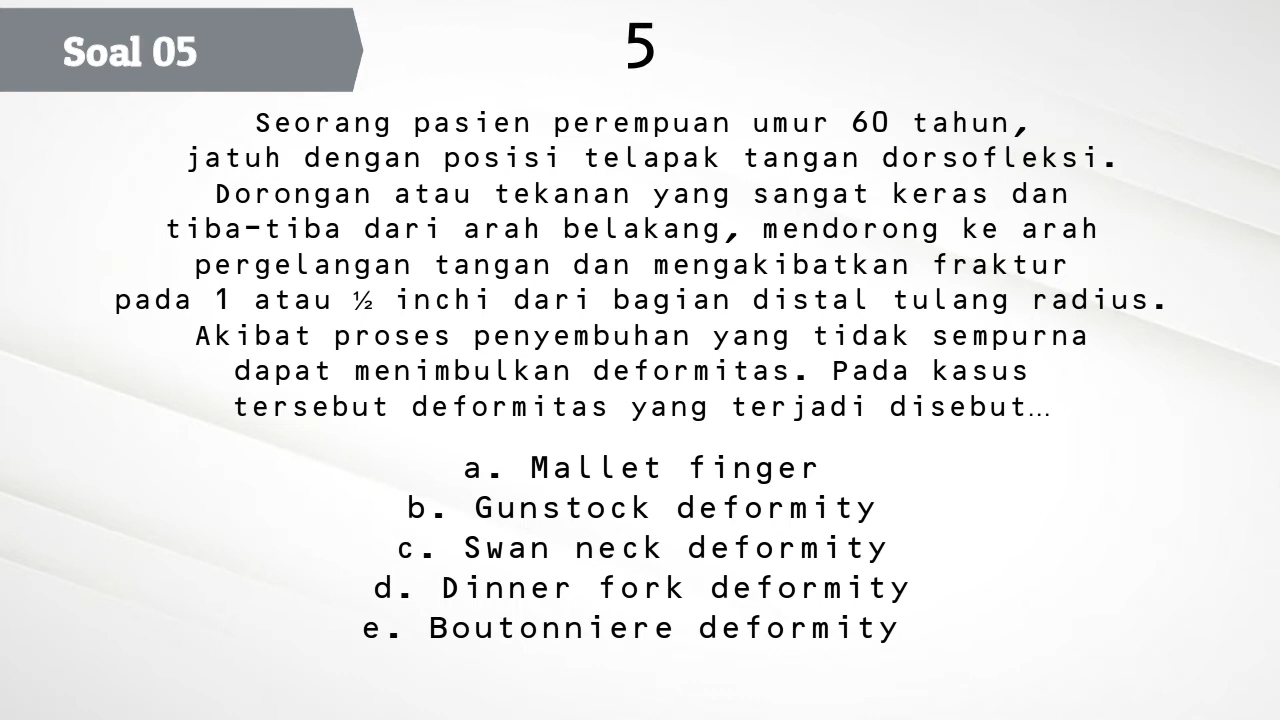 Soal 05
5
Seorang pasien perempuan umur 60 tahun,
jatuh dengan posisi telapak tangan dorsofleksi.
Dorongan atau tekanan yang sangat keras dan
tiba-tiba dari arah belakang, mendorong ke arah
pergelangan tangan dan mengakibatkan fraktur
pada 1 atau ½ inchi dari bagian distal tulang radius.
Akibat proses penyembuhan yang tidak sempurna
dapat menimbulkan deformitas. Pada kasus
tersebut deformitas yang terjadi disebut...
a. Mallet finger
b. Gunstock deformity
c. Swan neck deformity
d. Dinner fork deformity
e. Boutonniere deformity